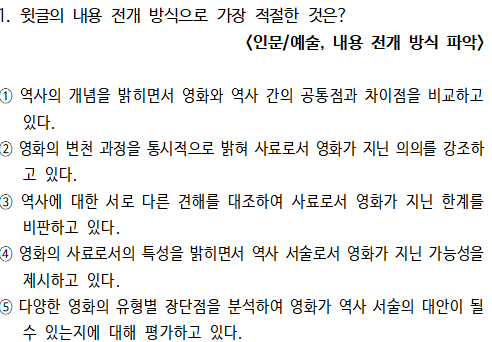 1. 윗글의 내용 전개 방식으로 가장 적절한 것은?
<인문/예술, 내용 전개 방식 파악>
① 역사의 개념을 밝히면서 영화와 역사 간의 공통점과 차이점을 비교하고
있다.
② 영화의 변천 과정을 통시적으로 밝혀 사료로서 영화가 지닌 의의를 강조하
고 있다.
③ 역사에 대한 서로 다른 견해를 대조하여 사료로서 영화가 지닌 한계를
비판하고 있다.
④ 영화의 사료로서의 특성을 밝히면서 역사 서술로서 영화가 지닌 가능성을
제시하고 있다.
⑤ 다양한 영화의 유형별 장단점을 분석하여 영화가 역사 서술의 대안이 될
수 있는지에 대해 평가하고 있다.